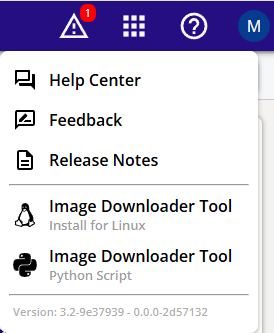 1
M
Help Center
Feedback
Release Notes
Image Downloader Tool
Install for Linux
Image Downloader Tool
Python Script
Version: 3.2-9e37939 - 0.0.0-2d57132